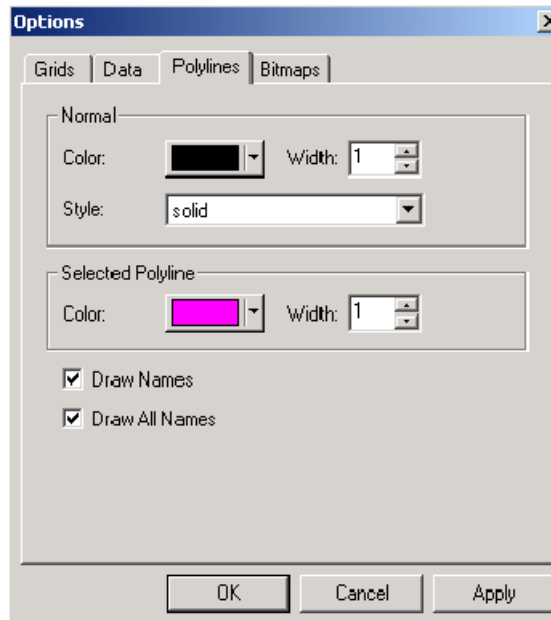 Options
Grids Data Polylines Bitmaps
Normal
Color: Width: 1
Style: solid
Selected Polyline
Color: Width: 1
Draw Names
Draw All Names
OK Cancel Apply